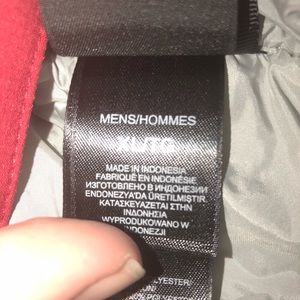 MENS/HOMMES
XL/TG
MADE IN INDONESIA
FABRIQUÉ EN INDONÉSIE
ИЗГОТОВЛЕНО В ИНДОНЕЗИИ
ENDONEZYA'DA ÜRETILMIŞTIR.
ΚΑΤΑΣΚΕΥΑΖΕΤΑΙ ΣΤΗΝ
ΙΝΔΟΝΗΣΙΑ
WYPRODUKOWANO W
INDONEZJI